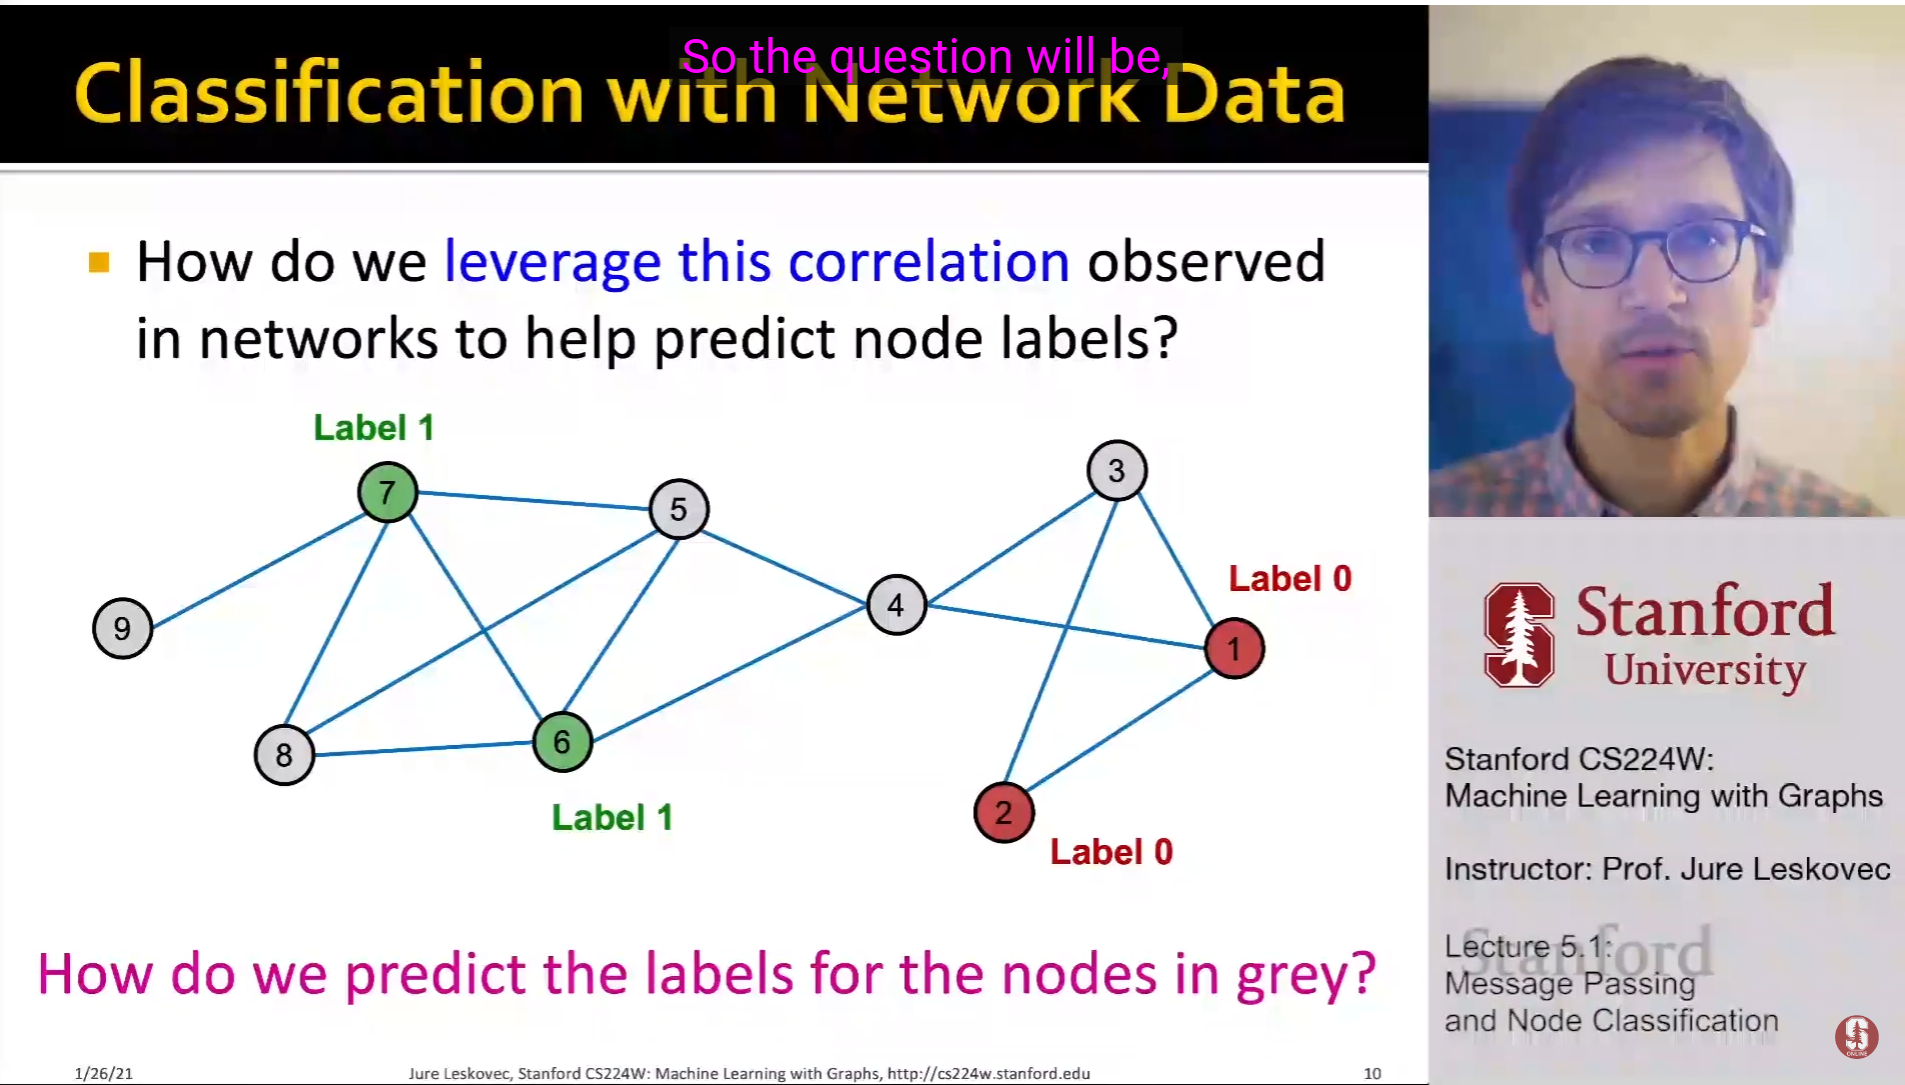 So the question will be,
Classification with Network Data
How do we leverage this correlation observed
in networks to help predict node labels?
Label 1
7
5
3
Label 0
9
4
1
8
6
2
Label 1
Label 0
How do we predict the labels for the nodes in grey?
1/26/21
Jure Leskovec, Stanford CS224W: Machine Learning with Graphs, http://cs224w.stanford.edu
10
Stanford
University
Stanford CS224W:
Machine Learning with Graphs
Instructor: Prof. Jure Leskovec
Lecture 5.1:
Message Passing
and Node Classification
Stanford
S
ONLINE